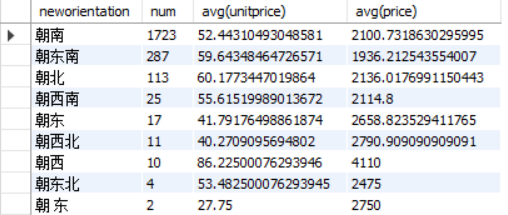 neworientation num avg(unitprice) avg(price)
朝南 1723 52.44310493048581 2100.7318630295995
朝东南 287 59.64348464726571 1936.212543554007
朝北 113 60.1773447019864 2136.0176991150443
朝西南 25 55.61519989013672 2114.8
朝东 17 41.79176498861874 2658.823529411765
朝西北 11 40.2709095694802 2790.909090909091
朝西 10 86.22500076293946 4110
朝东北 4 53.482500076293945 2475
朝 东 2 27.75 2750